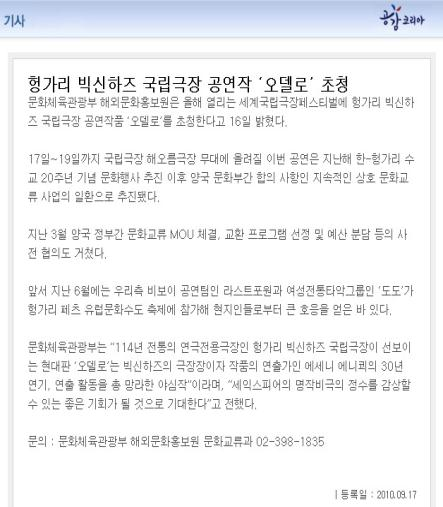 기사
공감코리아
헝가리 빅신하즈 국립극장 공연작 ‘오델로’ 초청
문화체육관광부 해외문화홍보원은 올해 열리는 세계국립극장페스티벌에 헝가리 빅신하
즈 국립극장 공연작품 ‘오델로’를 초청한다고 16일 밝혔다.
17일~19일까지 국립극장 해오름극장 무대에 올려질 이번 공연은 지난해 한-헝가리 수
교 20주년 기념 문화행사 추진 이후 양국 문화부간 합의 사항인 지속적인 상호 문화교
류 사업의 일환으로 추진됐다.
지난 3월 양국 정부간 문화교류 MOU 체결, 교환 프로그램 선정 및 예산 분담 등의 사
전 협의도 거쳤다.
앞서 지난 6월에는 우리측 비보이 공연팀인 라스트포원과 여성전통타악그룹인 ‘도도’가
헝가리 페츠 유럽문화수도 축제에 참가해 현지인들로부터 큰 호응을 얻은 바 있다.
문화체육관광부는 “114년 전통의 연극전용극장인 헝가리 빅신하즈 국립극장이 선보이
는 현대판 ‘오델로’는 빅신하즈의 극장장이자 작품의 연출가인 에세니 에니쾨의 30년
연기, 연출 활동을 총 망라한 야심작”이라며, “셰익스피어의 명작비극의 정수를 감상할
수 있는 좋은 기회가 될 것으로 기대한다”고 전했다.
문의 : 문화체육관광부 해외문화홍보원 문화교류과 02-398-1835
| 등록일 : 2010.09.17